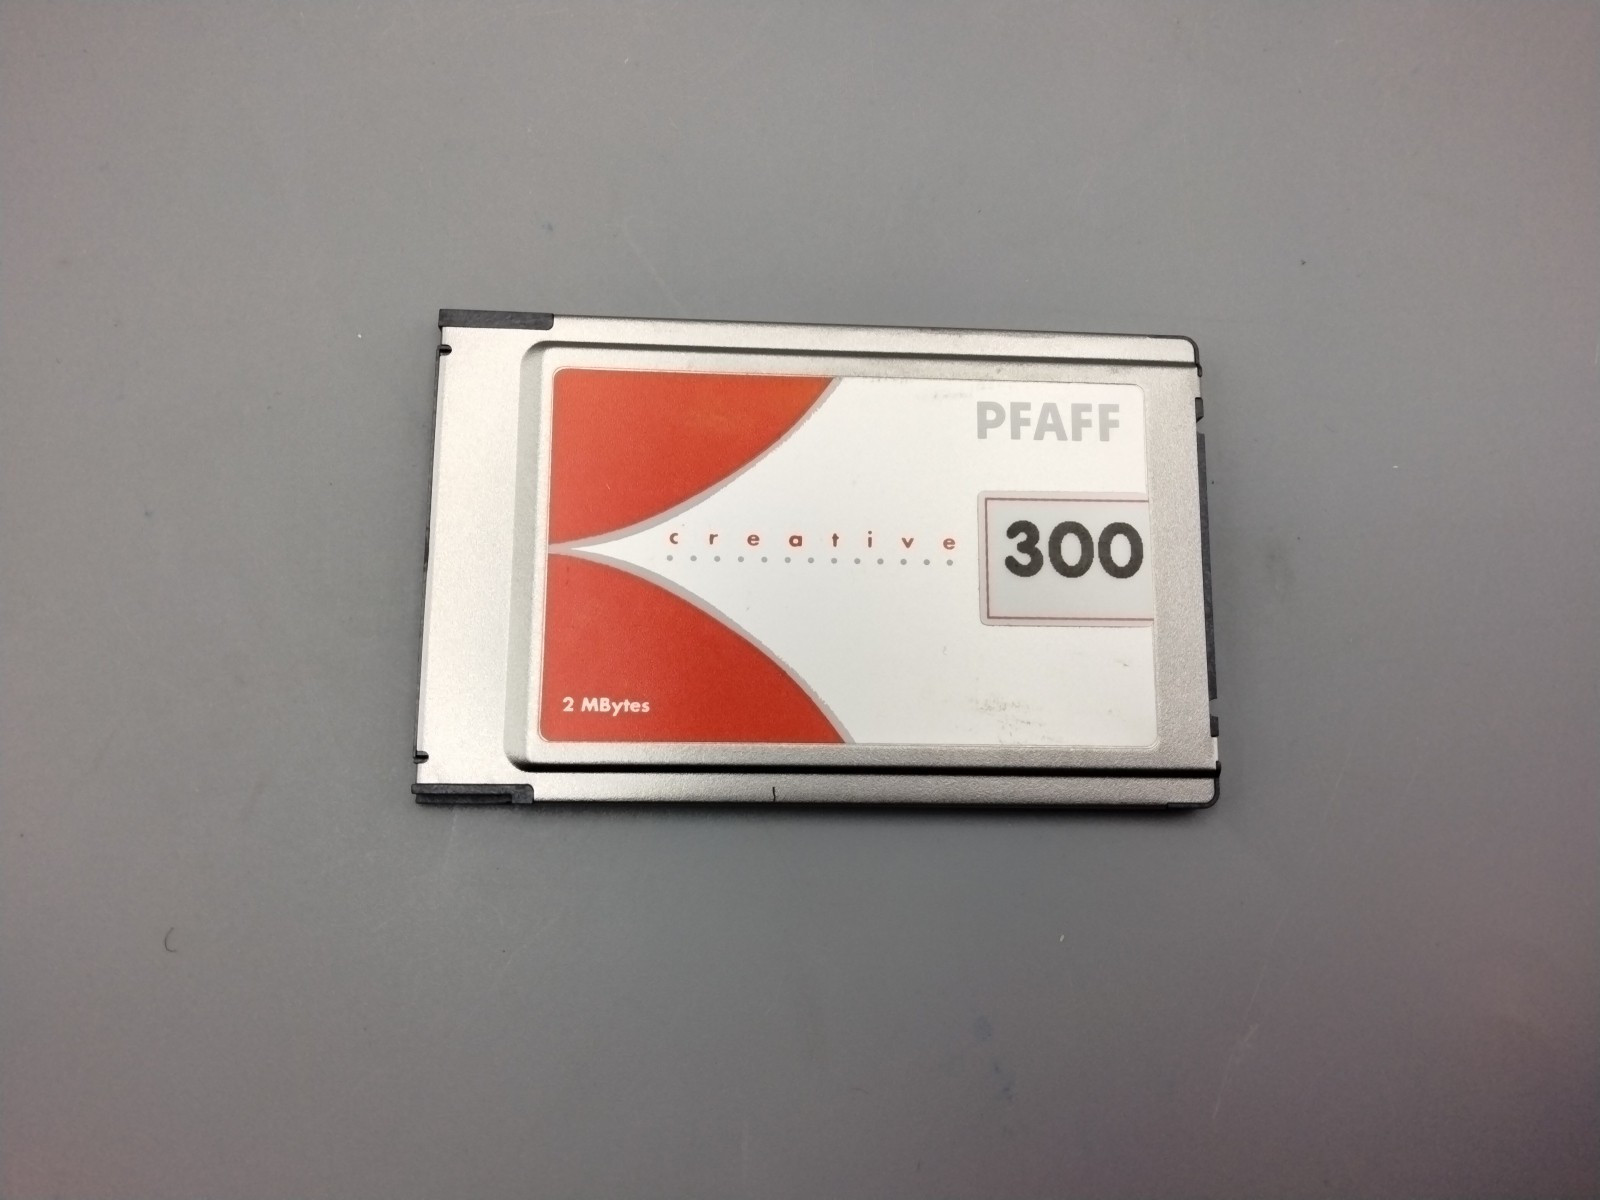 PFAFF
creative
300
2 MBytes